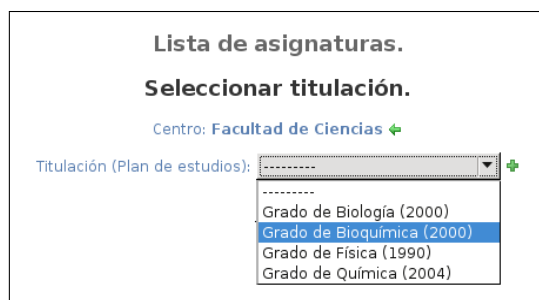 Lista de asignaturas.
Seleccionar titulación.
Centro: Facultad de Ciencias
Titulación (Plan de estudios): ---------
---------
Grado de Biología (2000)
Grado de Bioquímica (2000)
Grado de Física (1990)
Grado de Química (2004)